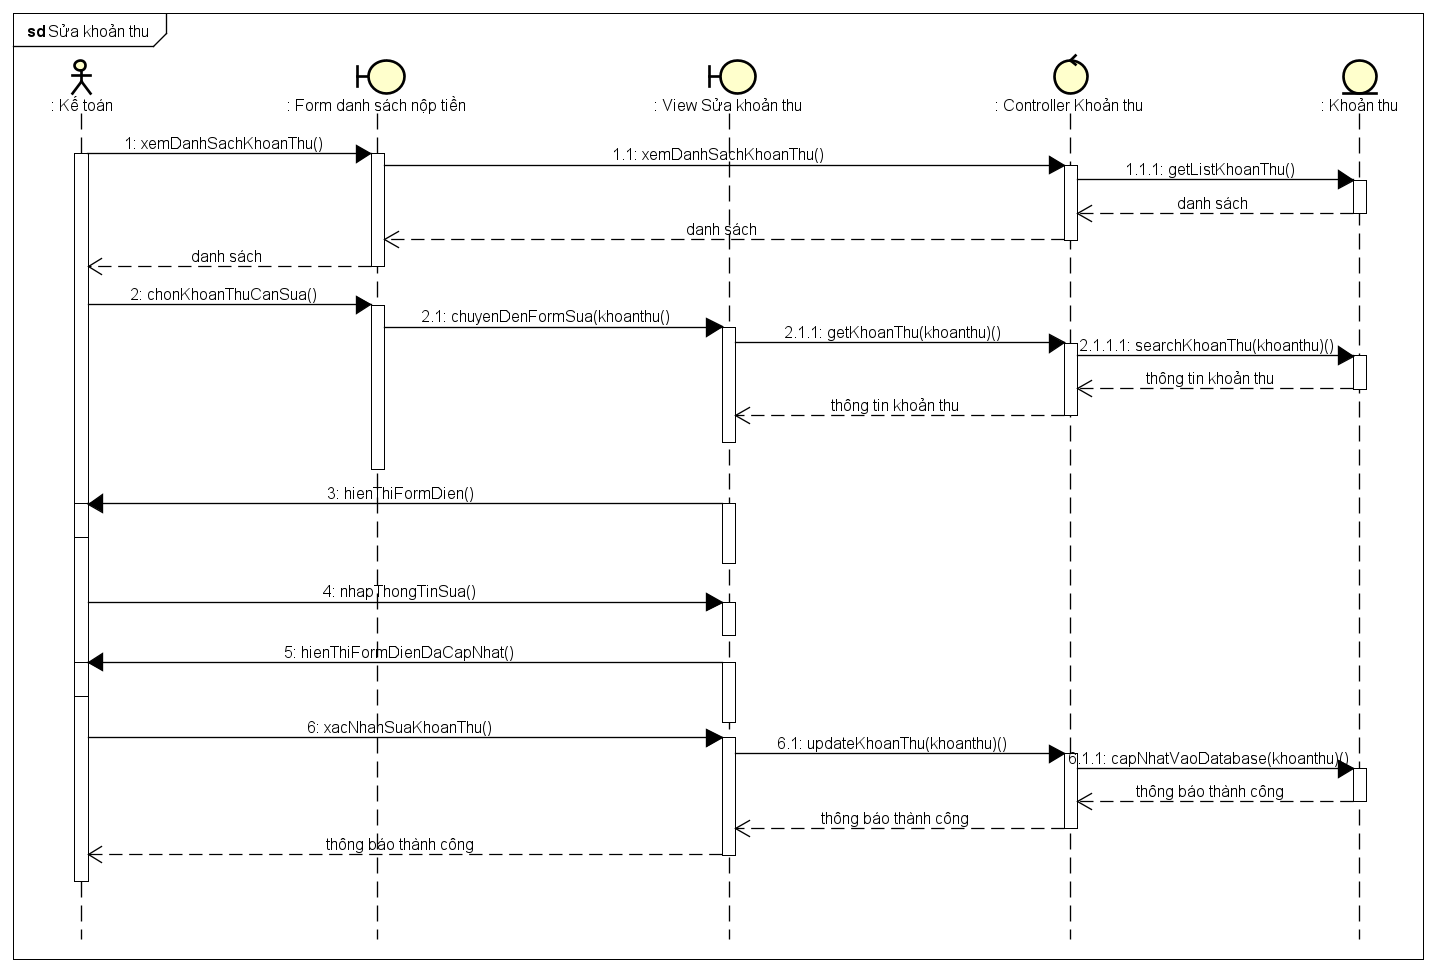 sd Sửa khoản thu
: Kế toán
: Form danh sách nộp tiền
: View Sửa khoản thu
: Controller Khoản thu
: Khoản thu
1: xemDanhSachKhoanThu()
1.1: xemDanhSachKhoanThu()
1.1.1: getListKhoanThu()
danh sách
danh sách
danh sách
2: chonKhoanThuCanSua()
2.1: chuyenDenFormSua(khoanthu()
2.1.1: getKhoanThu(khoanthu)()
2.1.1.1: searchKhoanThu(khoanthu)()
thông tin khoản thu
thông tin khoản thu
3: hienThiFormDien()
4: nhapThongTinSua()
5: hienThiFormDienDaCapNhat()
6: xacNhanSuaKhoanThu()
6.1: updateKhoanThu(khoanthu)()
6.1.1: capNhatVaoDatabase(khoanthu)()
thông báo thành công
thông báo thành công
thông báo thành công